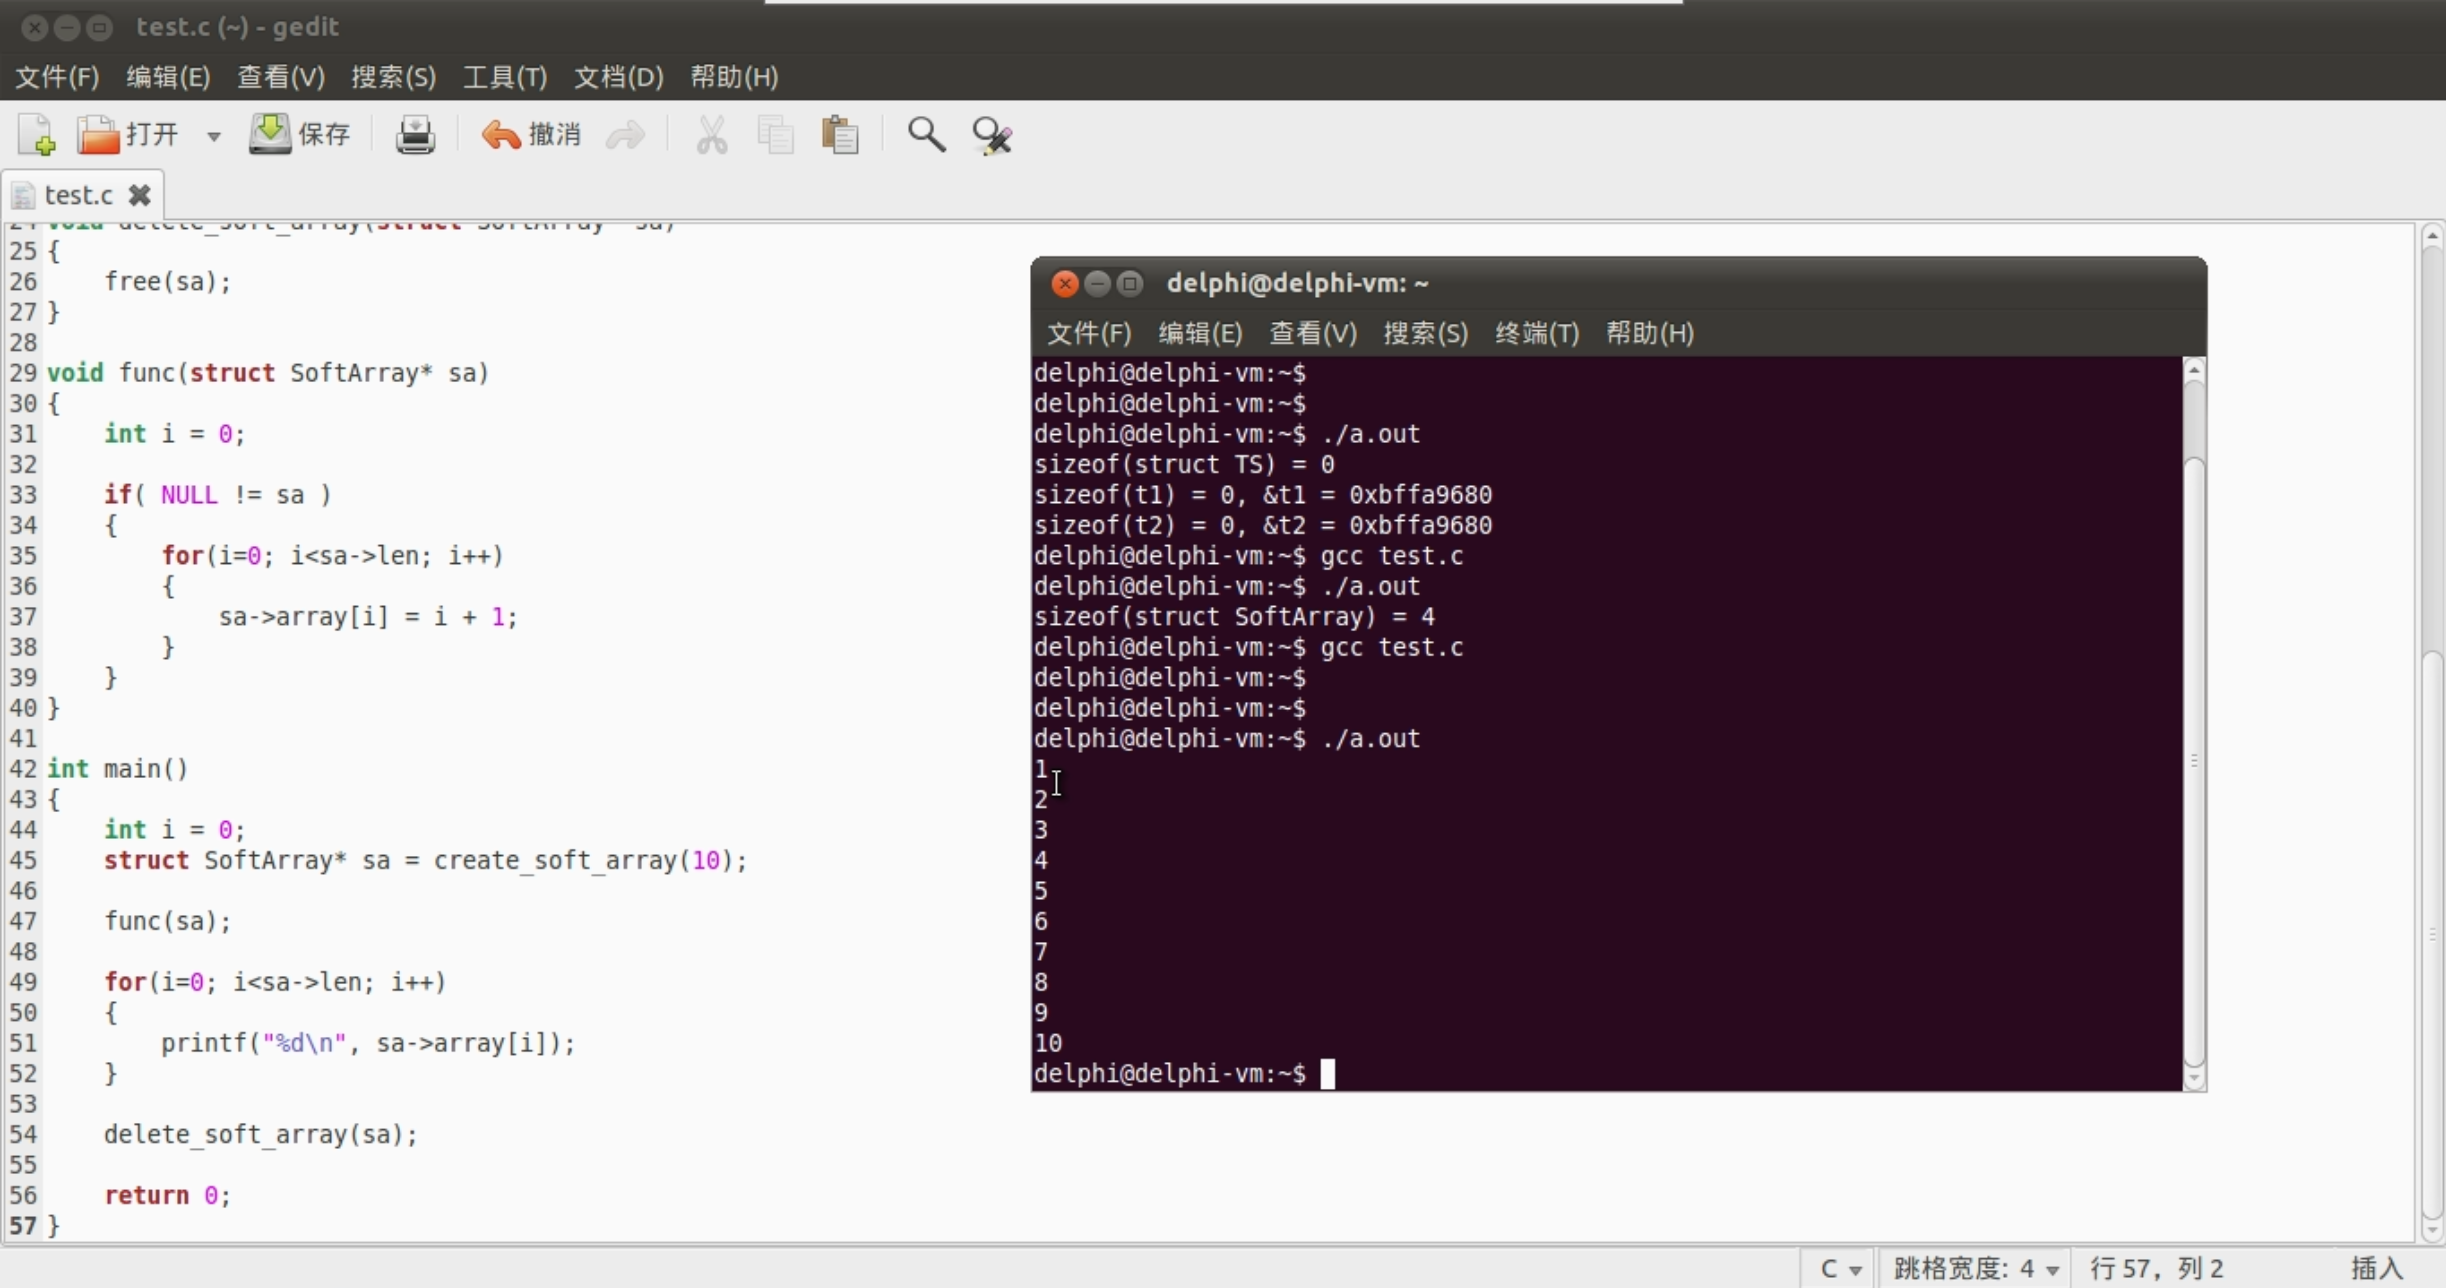 test.c (~) - gedit
文件(F) 编辑(E) 查看(V) 搜索(S) 工具(T) 文档(D) 帮助(H)
打开 保存 撤消
test.c
24 void delete_soft_array(struct SoftArray* sa)
25 {
26     free(sa);
27 }
28
29 void func(struct SoftArray* sa)
30 {
31     int i = 0;
32
33     if( NULL != sa )
34     {
35         for(i=0; i<sa->len; i++)
36         {
37             sa->array[i] = i + 1;
38         }
39     }
40 }
41
42 int main()
43 {
44     int i = 0;
45     struct SoftArray* sa = create_soft_array(10);
46
47     func(sa);
48
49     for(i=0; i<sa->len; i++)
50     {
51         printf("%d\n", sa->array[i]);
52     }
53
54     delete_soft_array(sa);
55
56     return 0;
57 }
delphi@delphi-vm: ~
文件(F) 编辑(E) 查看(V) 搜索(S) 终端(T) 帮助(H)
delphi@delphi-vm:~$
delphi@delphi-vm:~$
delphi@delphi-vm:~$ ./a.out
sizeof(struct TS) = 0
sizeof(t1) = 0, &t1 = 0xbffa9680
sizeof(t2) = 0, &t2 = 0xbffa9680
delphi@delphi-vm:~$ gcc test.c
delphi@delphi-vm:~$ ./a.out
sizeof(struct SoftArray) = 4
delphi@delphi-vm:~$ gcc test.c
delphi@delphi-vm:~$
delphi@delphi-vm:~$
delphi@delphi-vm:~$ ./a.out
1
2
3
4
5
6
7
8
9
10
delphi@delphi-vm:~$
C 跳格宽度: 4 行 57, 列 2 插入